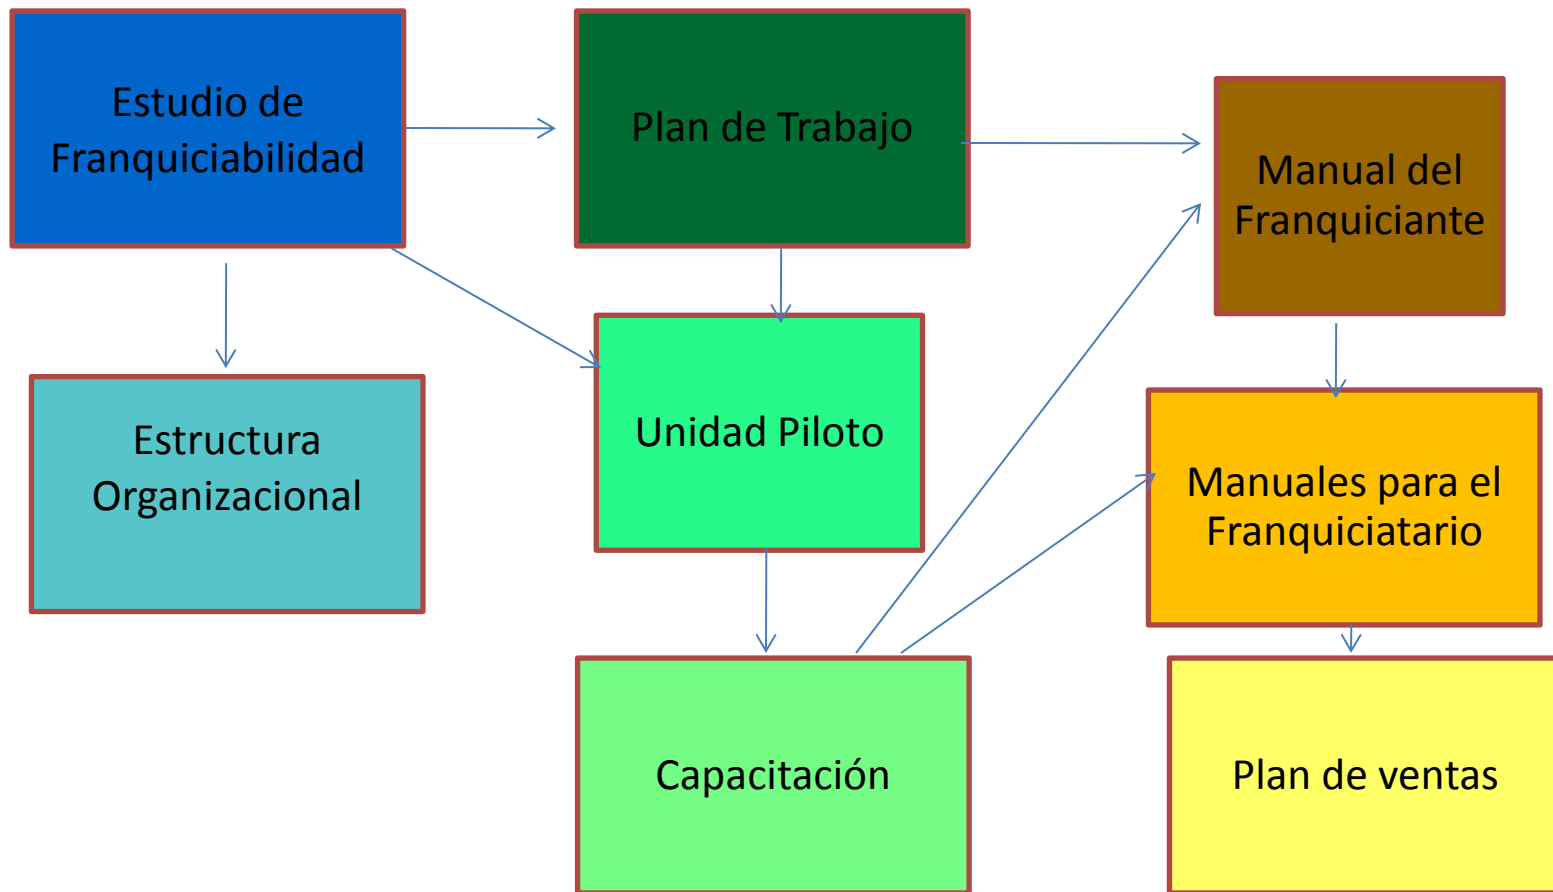 Estudio de
Franquiciabilidad
Plan de Trabajo
Manual del
Franquiciante
Estructura
Organizacional
Unidad Piloto
Manuales para el
Franquiciatario
Capacitación
Plan de ventas